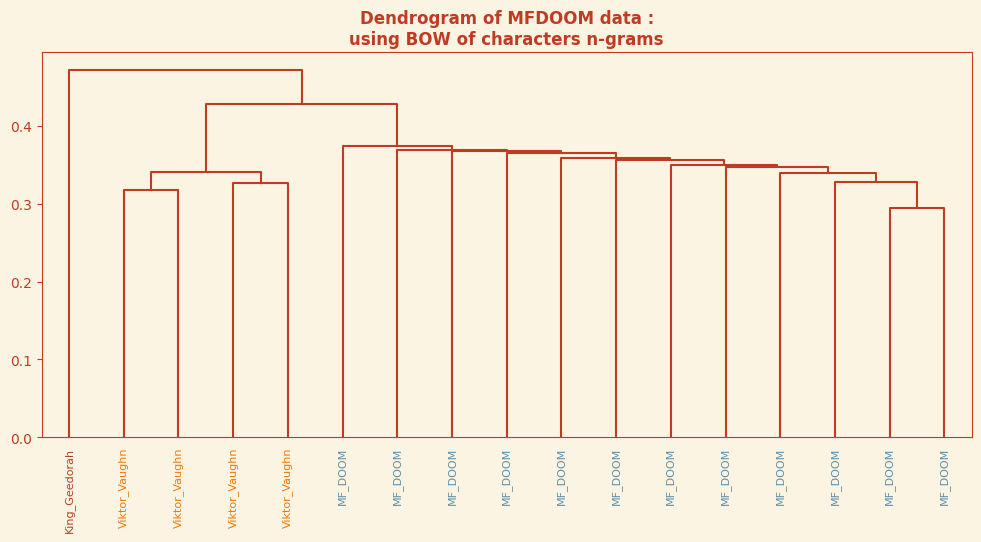 Dendrogram of MFDOOM data :
using BOW of characters n-grams
0.4
0.3
0.2
0.1
0.0
King_Geedorah
Viktor_Vaughn
Viktor_Vaughn
Viktor_Vaughn
Viktor_Vaughn
MF_DOOM
MF_DOOM
MF_DOOM
MF_DOOM
MF_DOOM
MF_DOOM
MF_DOOM
MF_DOOM
MF_DOOM
MF_DOOM
MF_DOOM
MF_DOOM